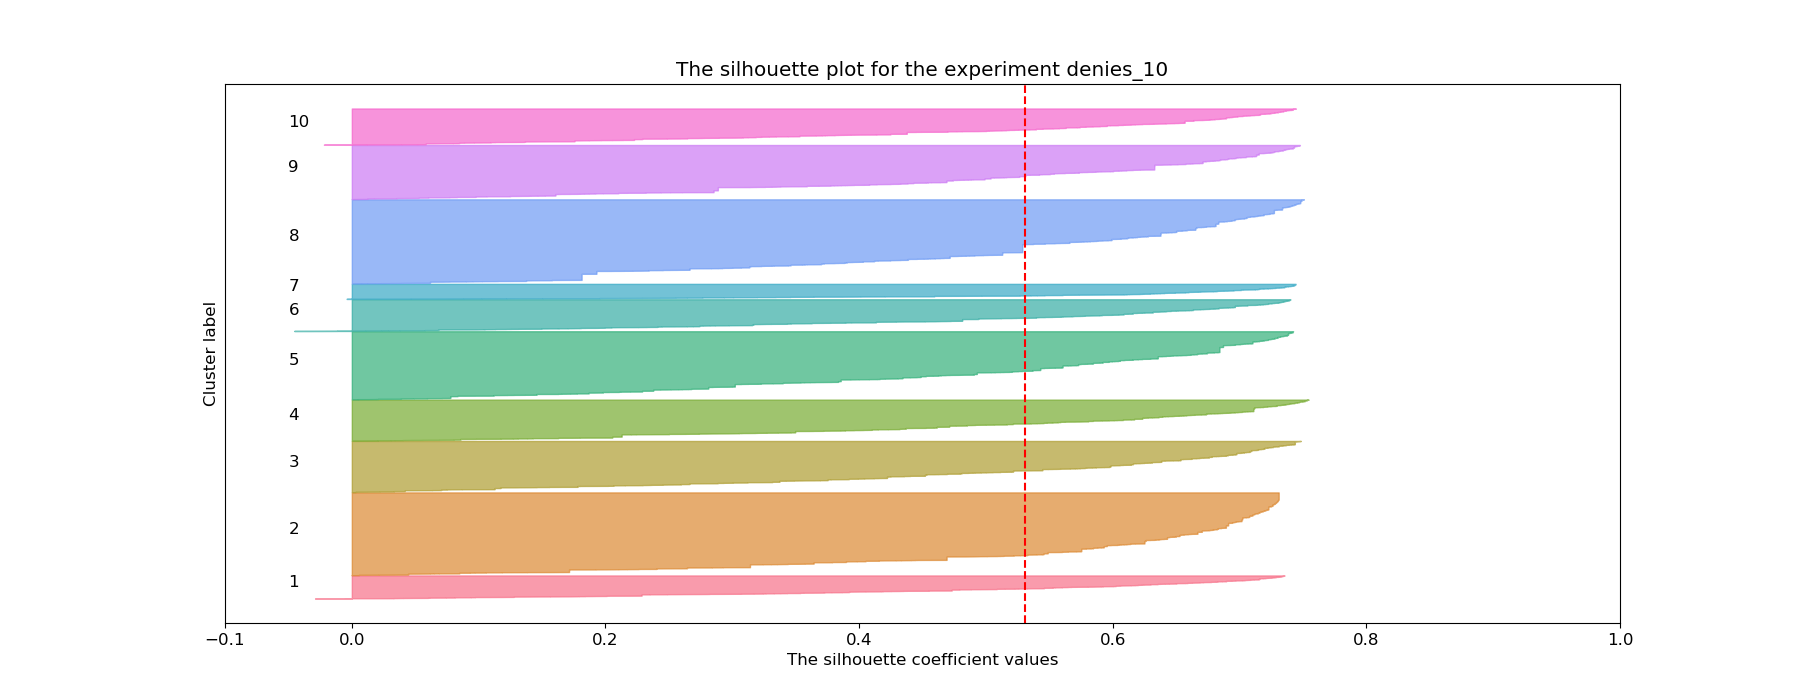 The silhouette plot for the experiment denies_10
10
9
8
7
6
5
4
3
2
1
Cluster label
−0.1 0.0 0.2 0.4 0.6 0.8 1.0
The silhouette coefficient values